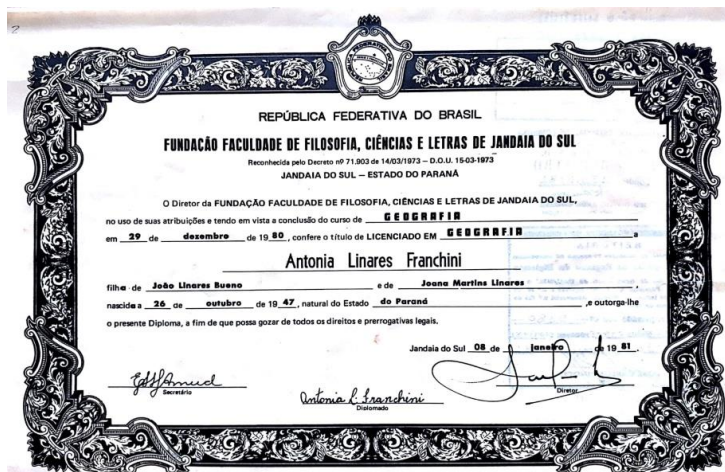 2
REPÚBLICA FEDERATIVA DO BRASIL
FUNDAÇÃO FACULDADE DE FILOSOFIA, CIÊNCIAS E LETRAS DE JANDAIA DO SUL
Reconhecida pelo Decreto nº 71.903 de 14/03/1973 – D.O.U. 15-03-1973
JANDAIA DO SUL – ESTADO DO PARANÁ
O Diretor da FUNDAÇÃO FACULDADE DE FILOSOFIA, CIÊNCIAS E LETRAS DE JANDAIA DO SUL,
no uso de suas atribuições e tendo em vista a conclusão do curso de GEOGRAFIA
em 29 de dezembro de 19 80, confere o título de LICENCIADO EM GEOGRAFIA a
Antonia Linares Franchini
filha de João Linares Bueno e de Joana Martins Linares ,
nascida a 26 de outubro de 19 47, natural do Estado do Paraná ,e outorga-lhe
o presente Diploma, a fim de que possa gozar de todos os direitos e prerrogativas legais.
Jandaia do Sul 08 de janeiro de 19 81.
Secretário
Antonia L. Franchini
Diplomado
Diretor